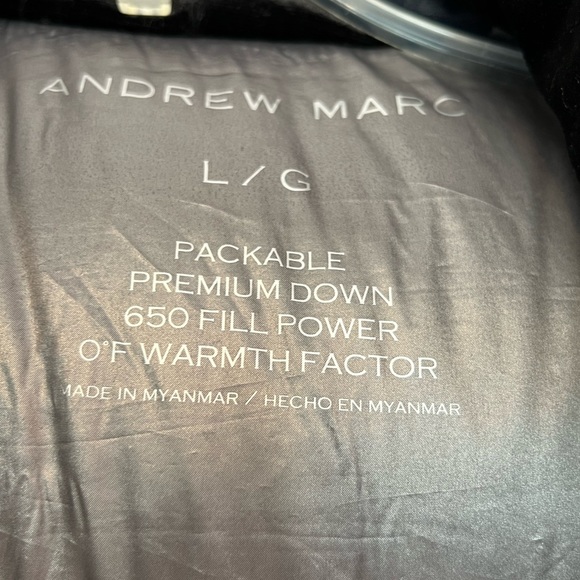 ANDREW MARC
L / G
PACKABLE
PREMIUM DOWN
650 FILL POWER
0°F WARMTH FACTOR
MADE IN MYANMAR / HECHO EN MYANMAR